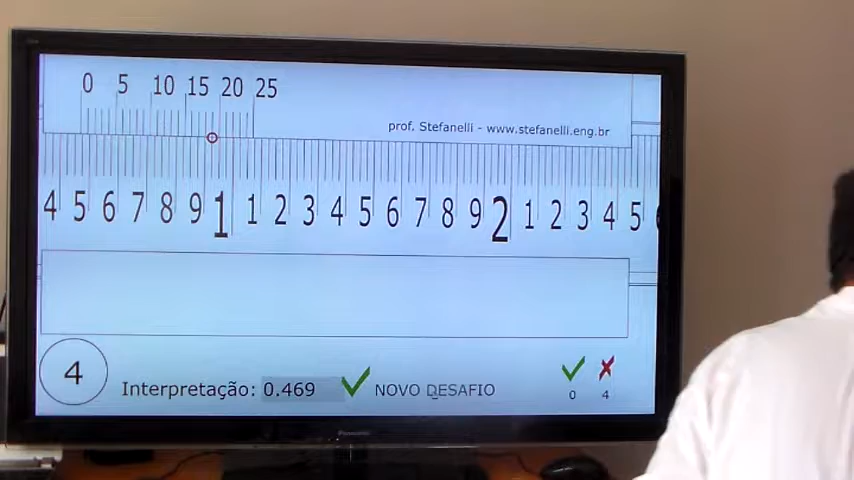 0 5 10 15 20 25
prof. Stefanelli - www.stefanelli.eng.br
4 5 6 7 8 9 1 1 2 3 4 5 6 7 8 9 2 1 2 3 4 5
4
Interpretação: 0.469
NOVO DESAFIO
0 4
Panasonic